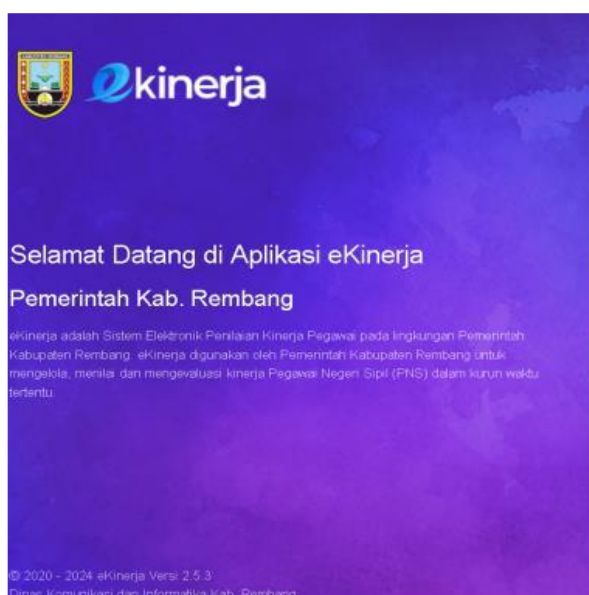 ekinerja
Selamat Datang di Aplikasi eKinerja
Pemerintah Kab. Rembang
eKinerja adalah Sistem Elektronik Penilaian Kinerja Pegawai pada lingkungan Pemerintah
Kabupaten Rembang. eKinerja digunakan oleh Pemerintah Kabupaten Rembang untuk
mengelola, menilai dan mengevaluasi kinerja Pegawai Negeri Sipil (PNS) dalam kurun waktu
tertentu.
© 2020 - 2024 eKinerja Versi 2.5.3
Dinas Komunikasi dan Informatika Kab. Rembang